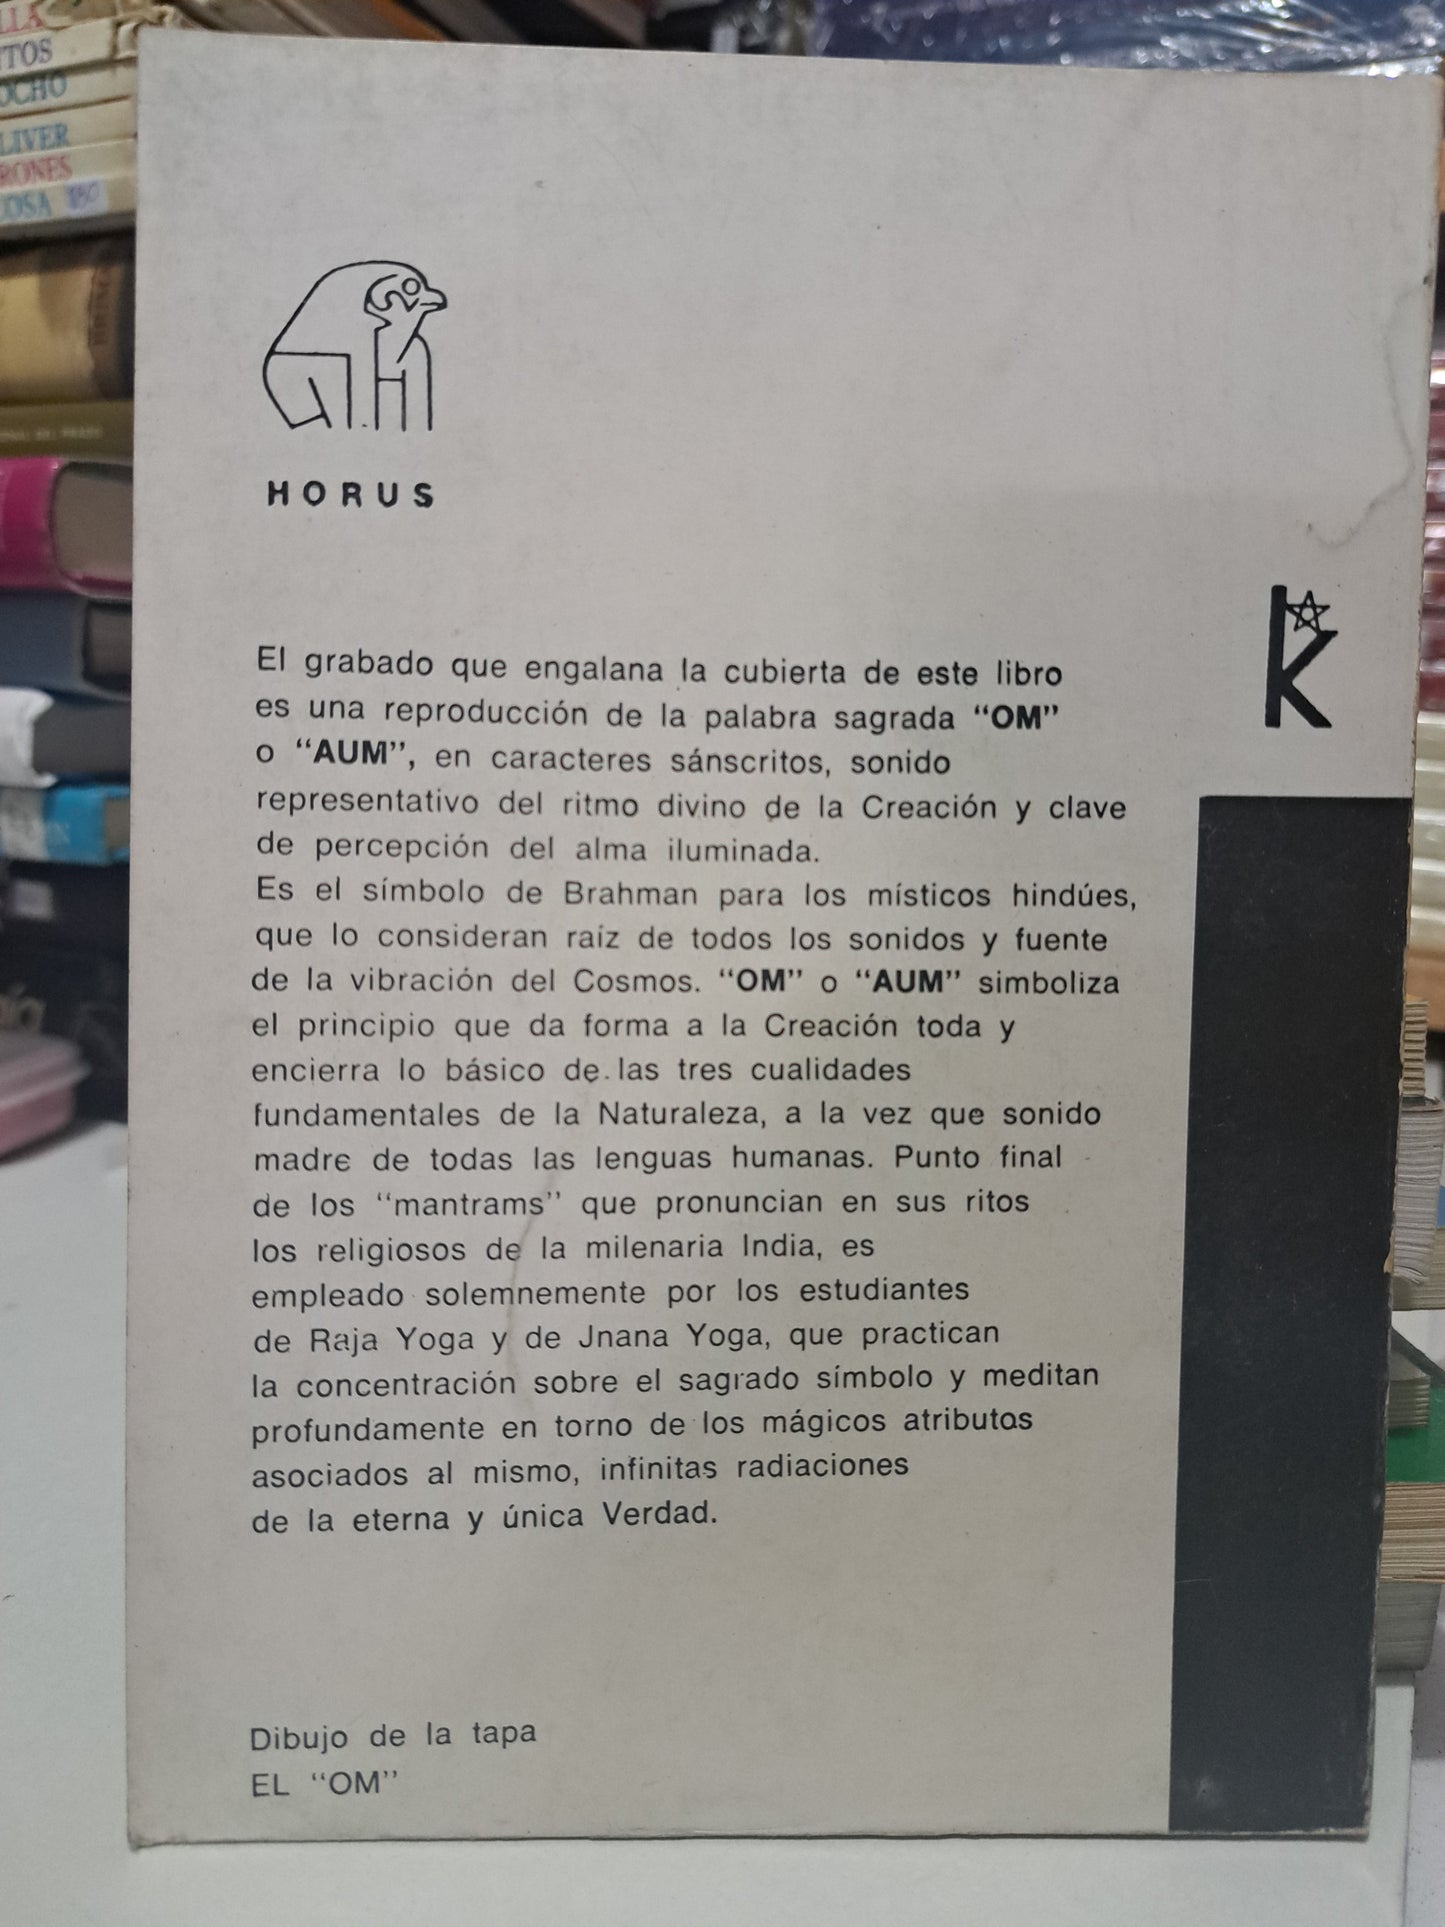 LLA
ITOS
OCHO
LIVER
RONES
COSA 180
HORUS
k
El grabado que engalana la cubierta de este libro
es una reproducción de la palabra sagrada “OM”
o “AUM”, en caracteres sánscritos, sonido
representativo del ritmo divino de la Creación y clave
de percepción del alma iluminada.
Es el símbolo de Brahman para los místicos hindúes,
que lo consideran raíz de todos los sonidos y fuente
de la vibración del Cosmos. “OM” o “AUM” simboliza
el principio que da forma a la Creación toda y
encierra lo básico de las tres cualidades
fundamentales de la Naturaleza, a la vez que sonido
madre de todas las lenguas humanas. Punto final
de los “mantrams” que pronuncian en sus ritos
los religiosos de la milenaria India, es
empleado solemnemente por los estudiantes
de Raja Yoga y de Jnana Yoga, que practican
la concentración sobre el sagrado símbolo y meditan
profundamente en torno de los mágicos atributos
asociados al mismo, infinitas radiaciones
de la eterna y única Verdad.
Dibujo de la tapa
EL “OM”